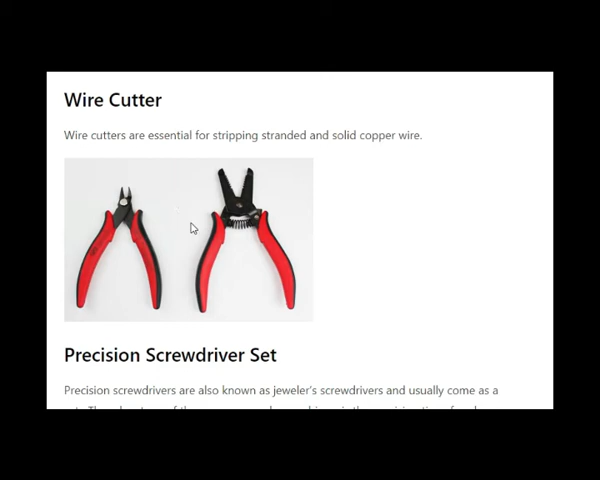 Wire Cutter
Wire cutters are essential for stripping stranded and solid copper wire.
Precision Screwdriver Set
Precision screwdrivers are also known as jeweler's screwdrivers and usually come as a